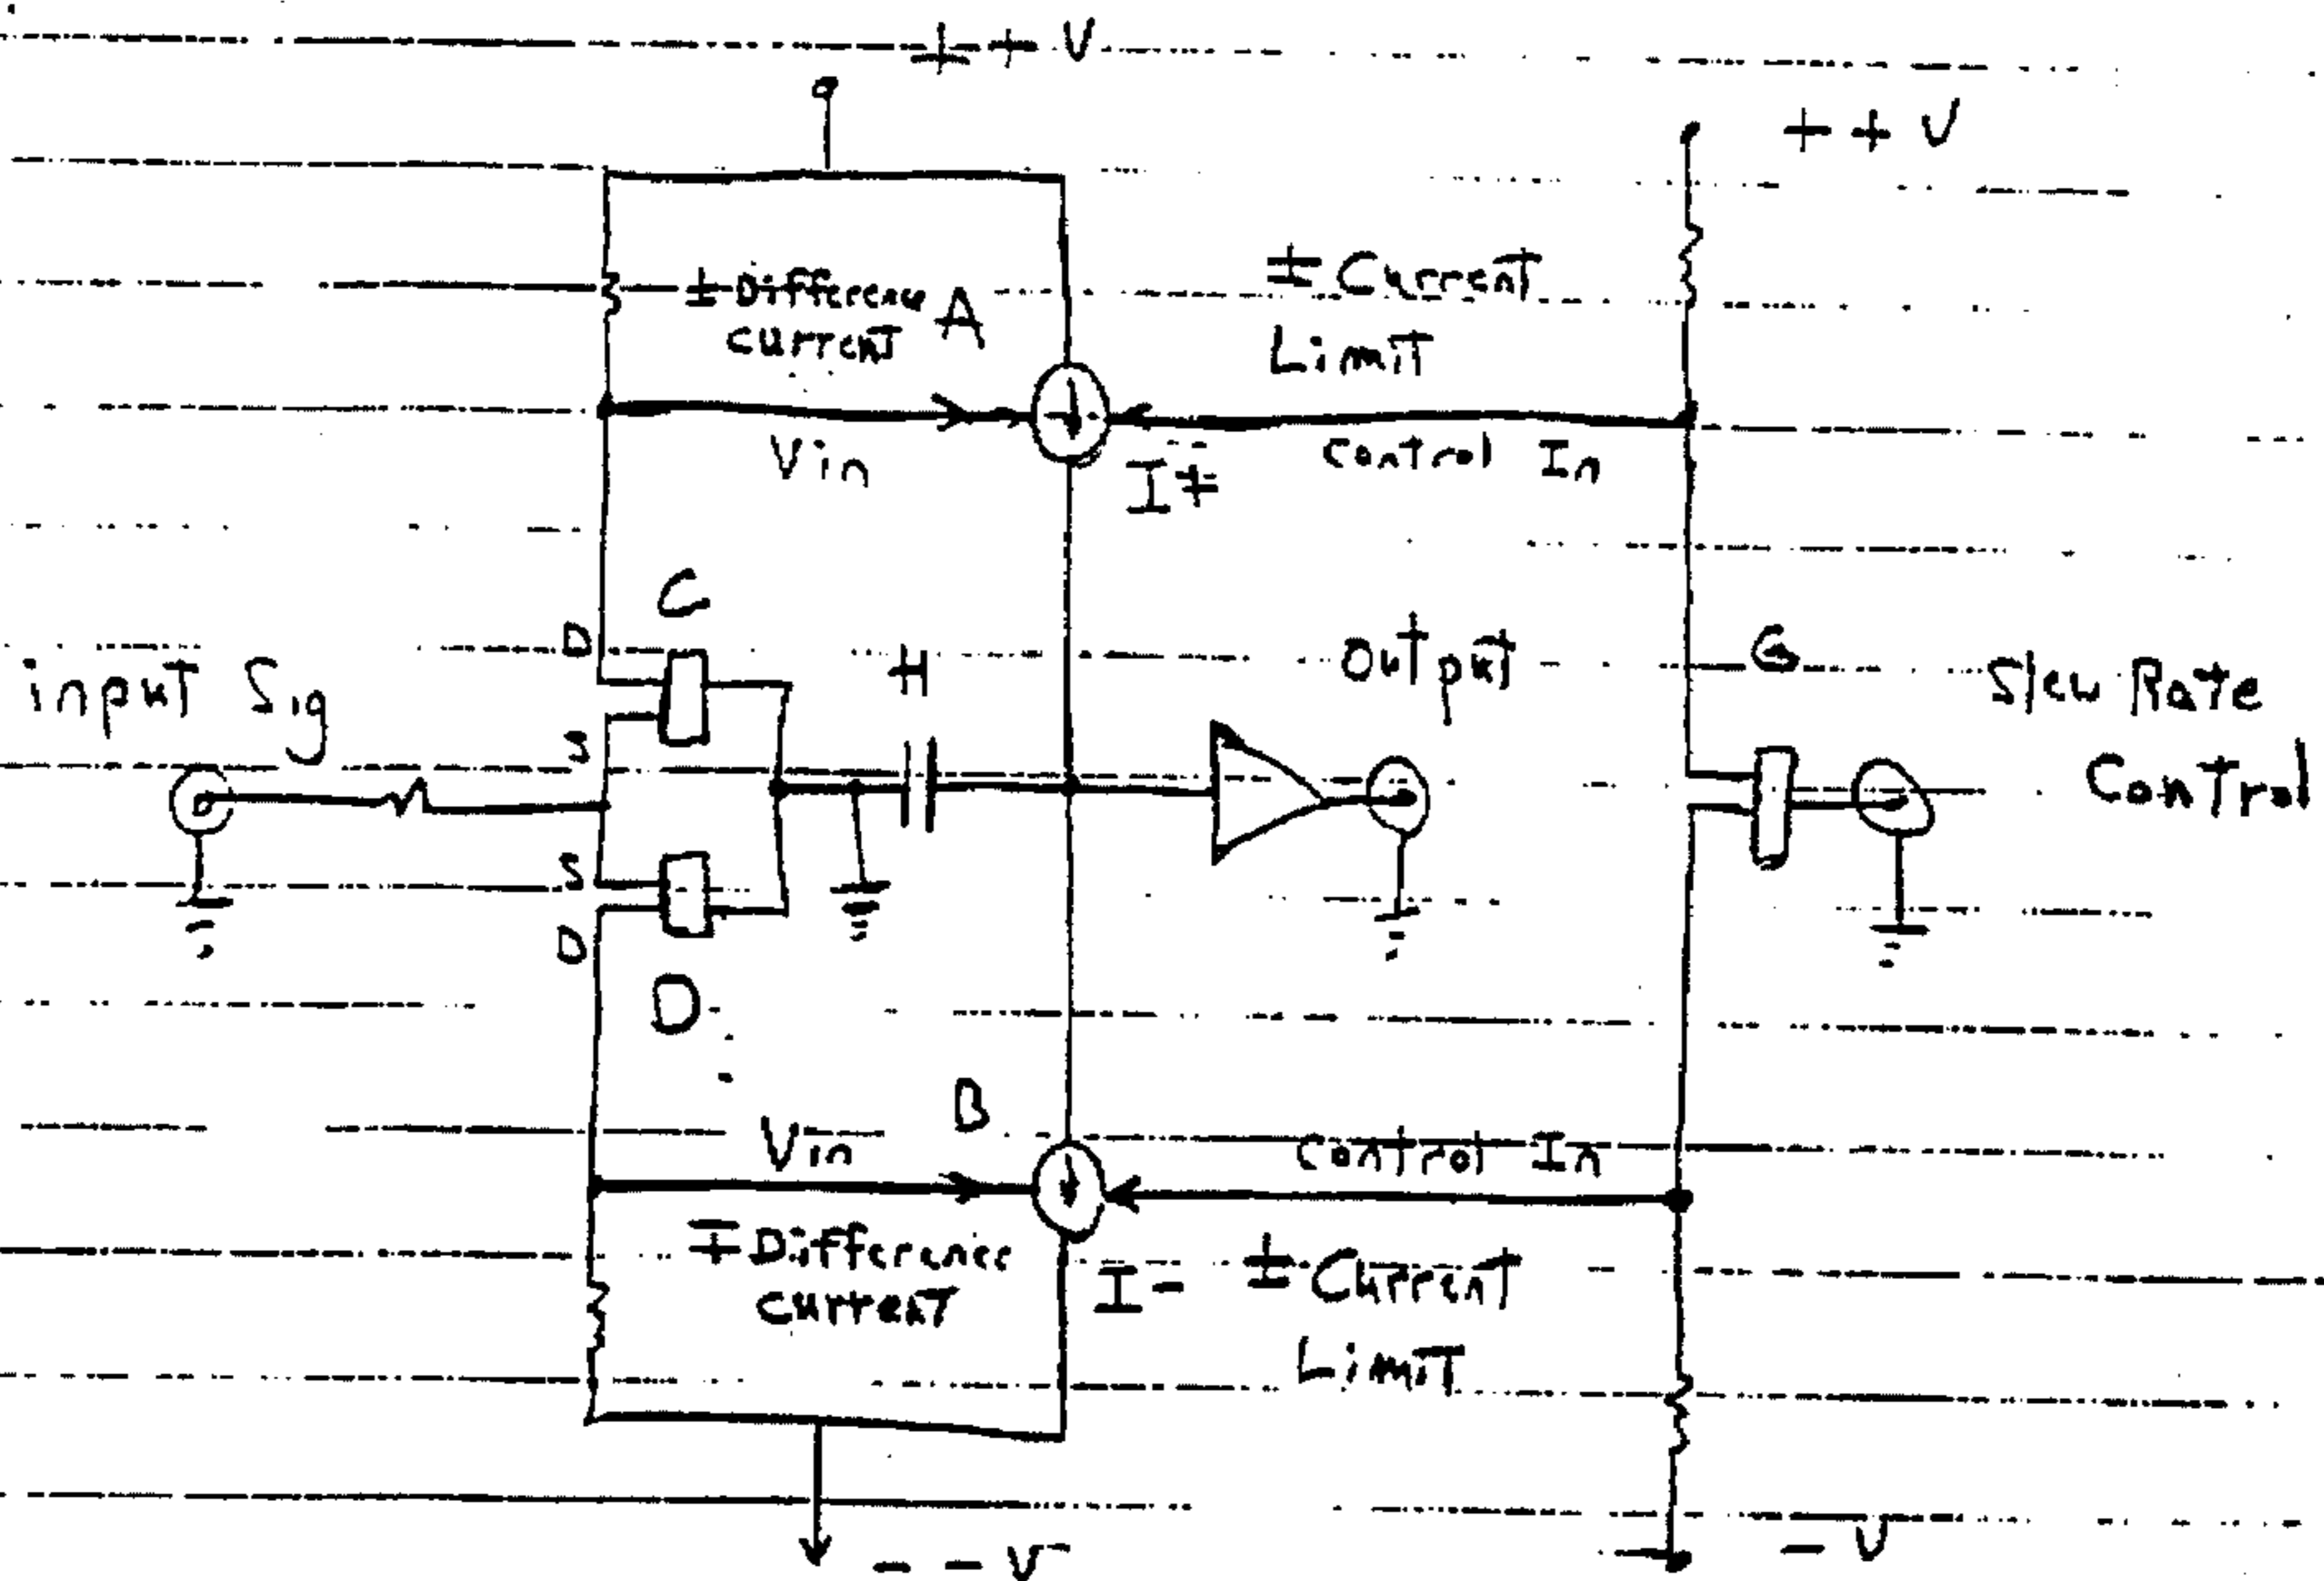 ++ V
++ V
± Difference
current
A
± Current
Limit
Vin
I±
Control In
C
D
input Sig
S
H
Output
G
Slew Rate
Control
S
D
D
B
Vin
Control In
∓ Difference
current
I-
± Current
Limit
-- V
- V